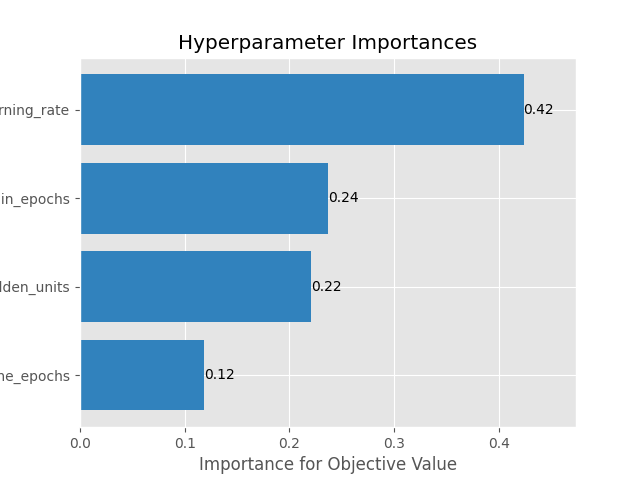 Hyperparameter Importances
rning_rate
0.42
in_epochs
0.24
lden_units
0.22
ne_epochs
0.12
0.0 0.1 0.2 0.3 0.4
Importance for Objective Value